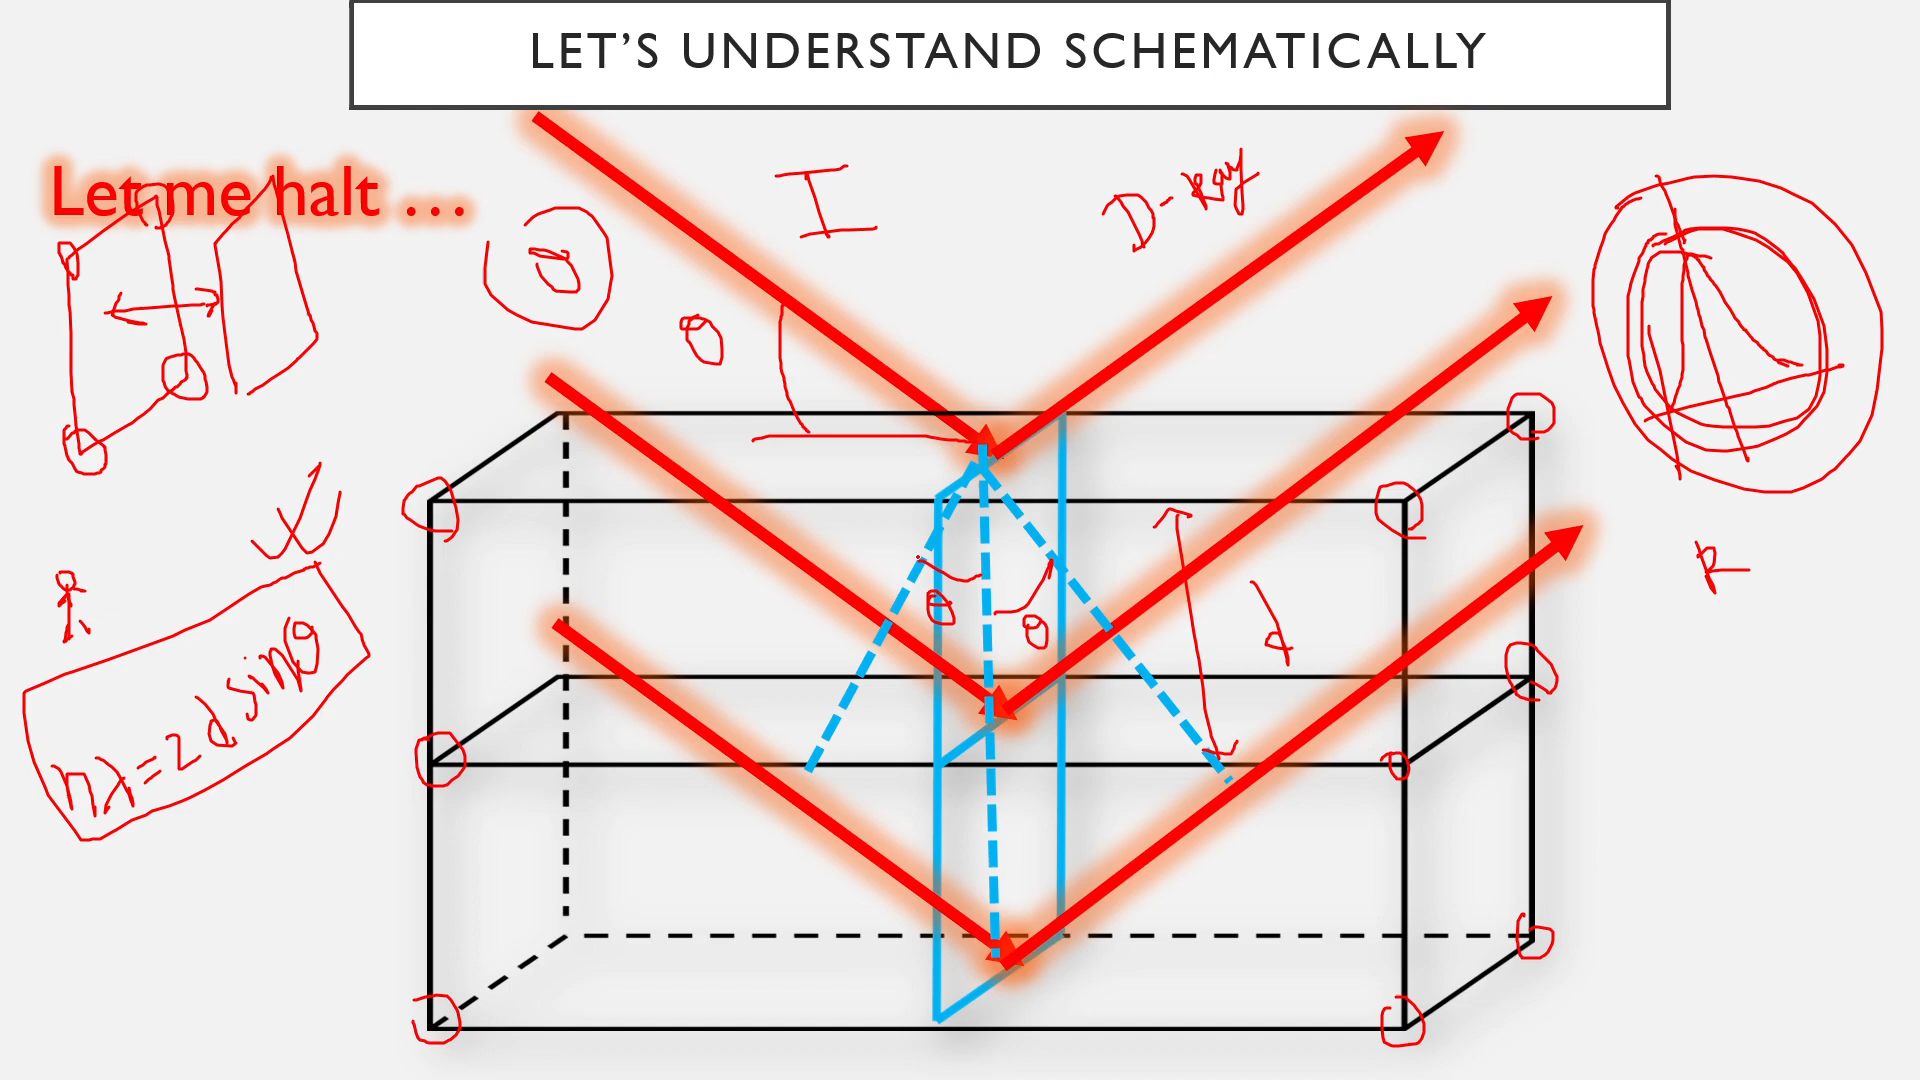 LET'S UNDERSTAND SCHEMATICALLY
Let me halt ...
I
D-Ray
θ
θ
θ
d
nλ=2d sinθ